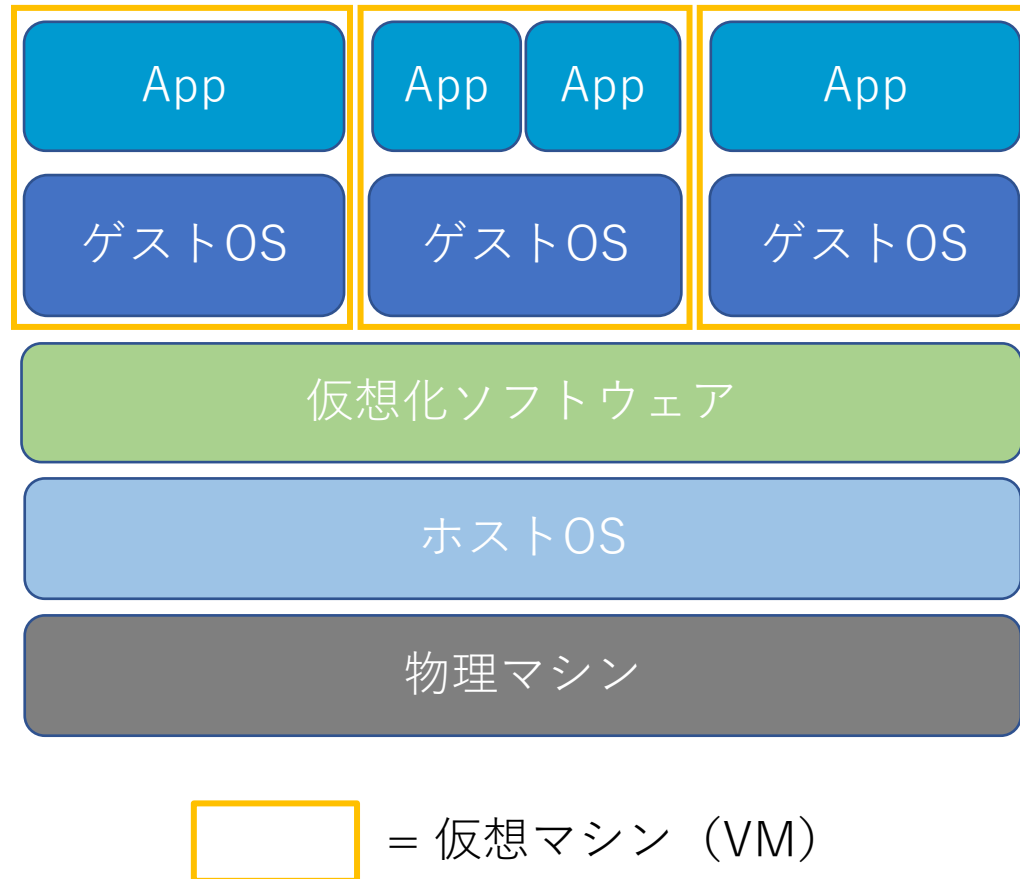 App
App
App
App
ゲストOS
ゲストOS
ゲストOS
仮想化ソフトウェア
ホストOS
物理マシン
= 仮想マシン（VM）